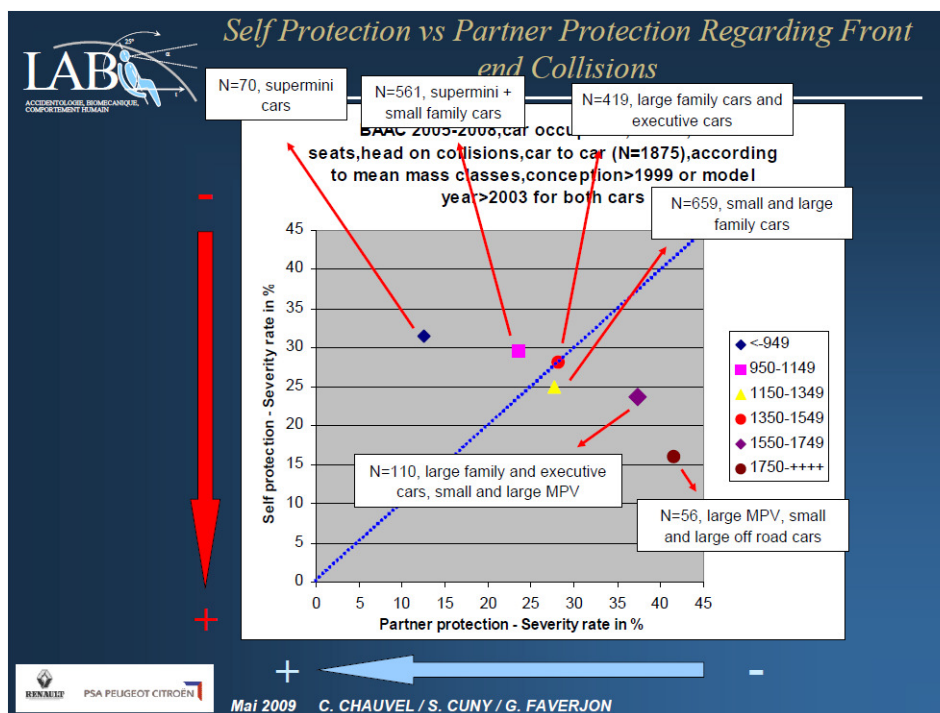 Self Protection vs Partner Protection Regarding Front
end Collisions
25°
LAB
ACCIDENTOLOGIE, BIOMECANIQUE,
COMPORTEMENT HUMAIN
N=70, supermini
cars
N=561, supermini +
small family cars
N=419, large family cars and
executive cars
BAAC 2005-2008,car
seats,head on collisions,car to car (N=1875),according
to mean mass classes,conception>1999 or model
year>2003 for both cars
N=659, small and large
family cars
-
+
Self protection - Severity rate in %
45
40
35
30
25
20
15
10
5
0
0 5 10 15 20 25 30 35 40 45
Partner protection - Severity rate in %
<-949
950-1149
1150-1349
1350-1549
1550-1749
1750-++++
N=110, large family and executive
cars, small and large MPV
N=56, large MPV, small
and large off road cars
+ -
RENAULT
PSA PEUGEOT CITROËN
Mai 2009 C. CHAUVEL / S. CUNY / G. FAVERJON